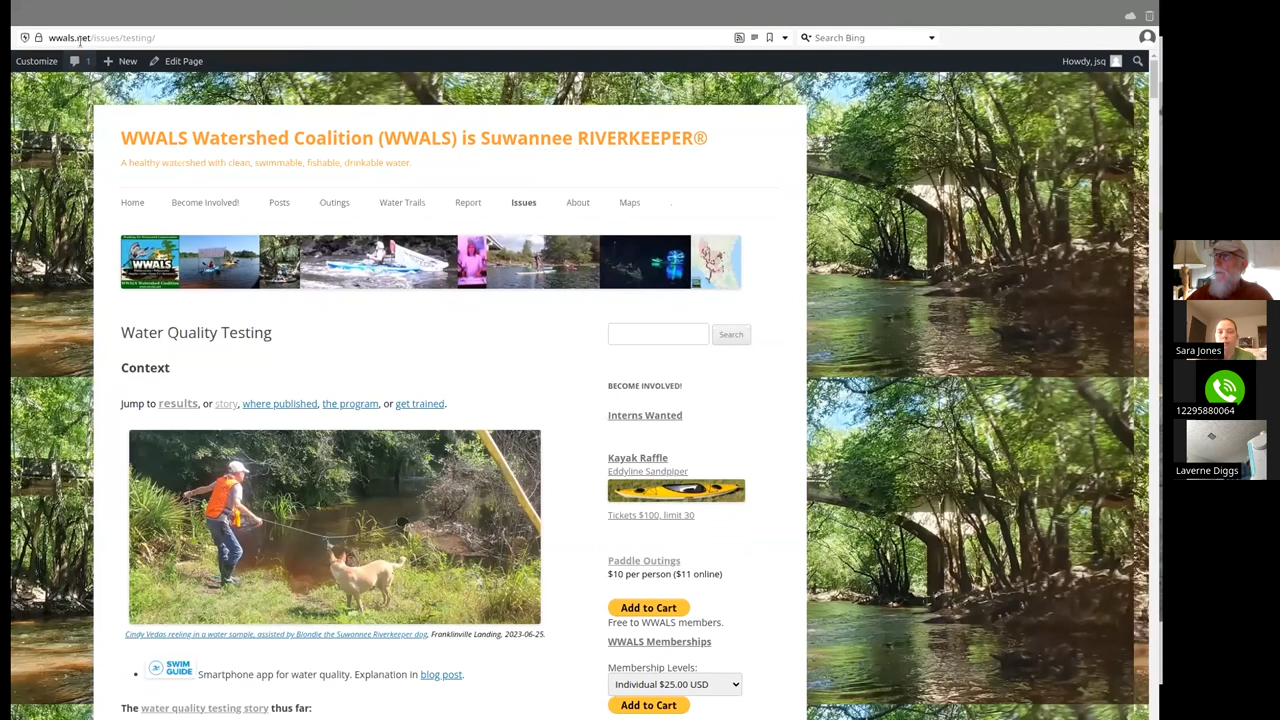 wwals.net/issues/testing/
Search Bing
Customize 1 New Edit Page Howdy, jsq
WWALS Watershed Coalition (WWALS) is Suwannee RIVERKEEPER®
A healthy watershed with clean, swimmable, fishable, drinkable water.
Home Become Involved! Posts Outings Water Trails Report Issues About Maps .
WWALS
Water Quality Testing
Search
Context
BECOME INVOLVED!
Jump to results, or story, where published, the program, or get trained.
Interns Wanted
Kayak Raffle
Eddyline Sandpiper
Tickets $100, limit 30
Paddle Outings
$10 per person ($11 online)
Add to Cart
Free to WWALS members.
Cindy Vedas reeling in a water sample, assisted by Blondie the Suwannee Riverkeeper dog, Franklinville Landing, 2023-06-25.
WWALS Memberships
SWIM
GUIDE
Smartphone app for water quality. Explanation in blog post.
Membership Levels:
Individual $25.00 USD
The water quality testing story thus far:
Add to Cart
Sara Jones
12295880064
Laverne Diggs